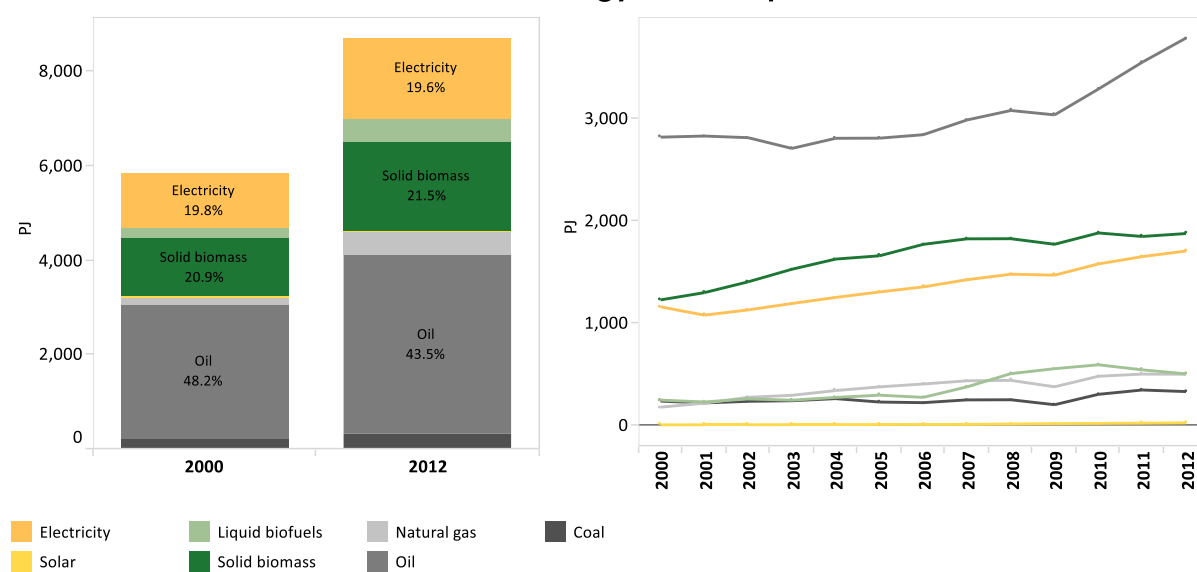 8,000
6,000
4,000
2,000
0
PJ
Electricity
19.8%
Solid biomass
20.9%
Oil
48.2%
Electricity
19.6%
Solid biomass
21.5%
Oil
43.5%
2000
2012
3,000
2,000
1,000
0
PJ
2000
2001
2002
2003
2004
2005
2006
2007
2008
2009
2010
2011
2012
Electricity
Liquid biofuels
Natural gas
Coal
Solar
Solid biomass
Oil